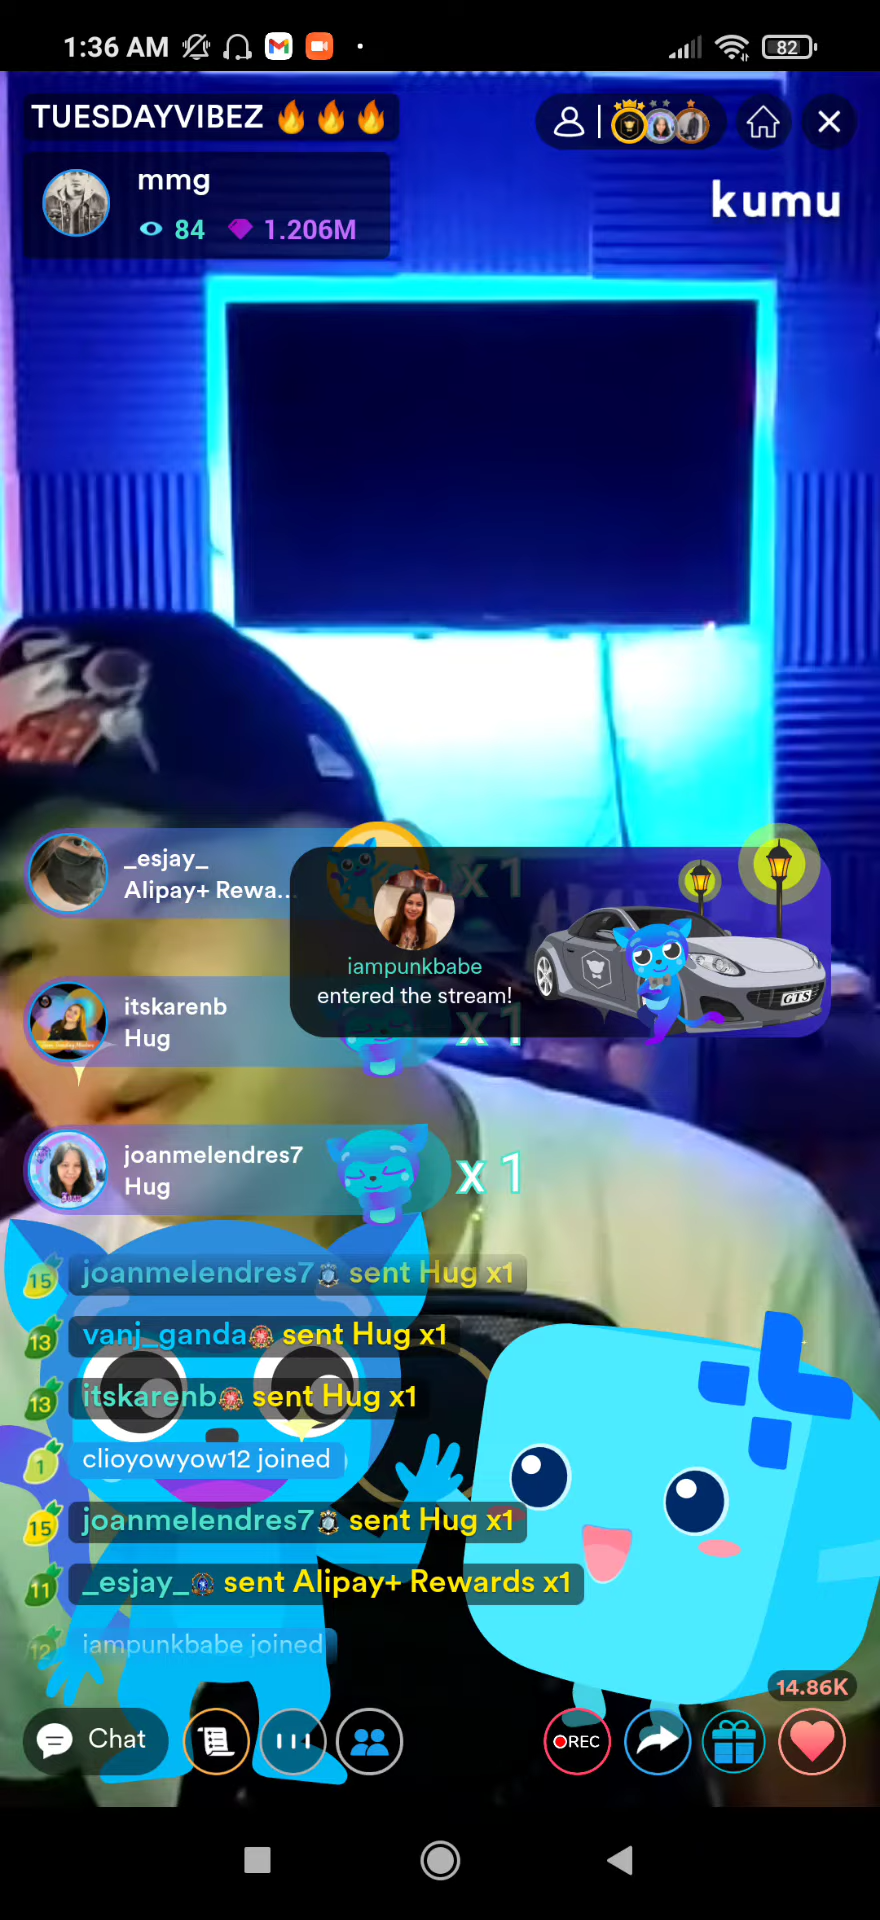 1:36 AM
82
TUESDAYVIBEZ 🔥🔥🔥
mmg
84 1.206M
kumu
_esjay_
Alipay+ Rewa...
x 1
iampunkbabe
entered the stream!
GTS
itskarenb
Hug
x 1
joanmelendres7
Hug
x 1
15 joanmelendres7 sent Hug x1
13 vanj_ganda sent Hug x1
13 itskarenb sent Hug x1
1 clioyowyow12 joined
15 joanmelendres7 sent Hug x1
11 _esjay_ sent Alipay+ Rewards x1
12 iampunkbabe joined
14.86K
Chat
REC